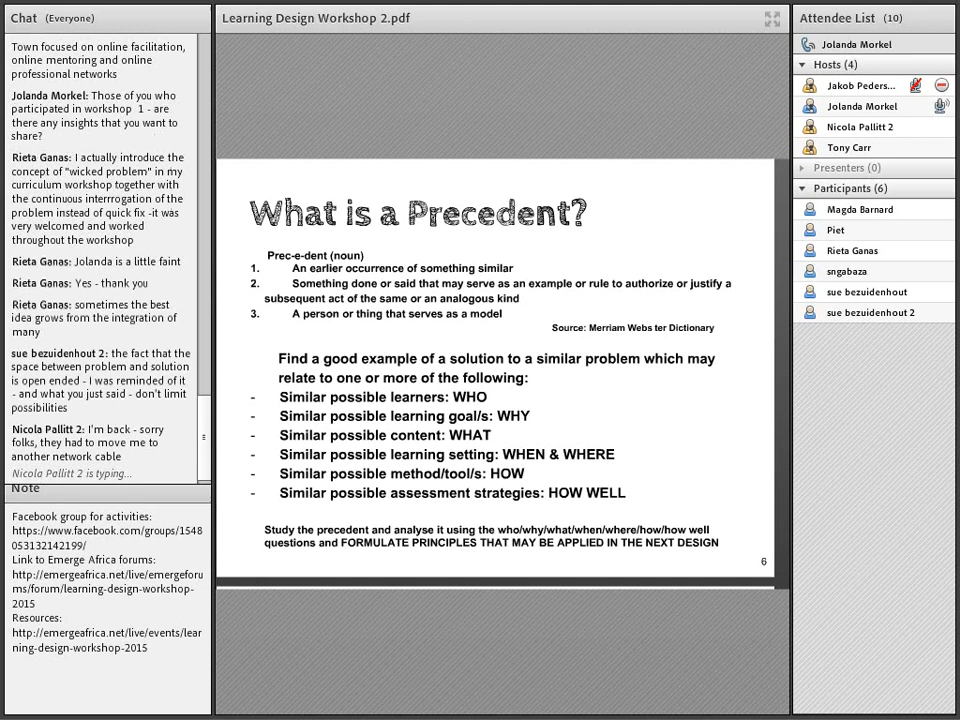 Chat (Everyone)
Town focused on online facilitation,
online mentoring and online
professional networks
Jolanda Morkel: Those of you who
participated in workshop 1 - are
there any insights that you want to
share?
Rieta Ganas: I actually introduce the
concept of "wicked problem" in my
curriculum workshop together with
the continuous interrrogation of the
problem instead of quick fix -it was
very welcomed and worked
throughout the workshop
Rieta Ganas: Jolanda is a little faint
Rieta Ganas: Yes - thank you
Rieta Ganas: sometimes the best
idea grows from the integration of
many
sue bezuidenhout 2: the fact that the
space between problem and solution
is open ended - I was reminded of it
- and what you just said - don't limit
possibilities
Nicola Pallitt 2: I'm back - sorry
folks, they had to move me to
another network cable
Nicola Pallitt 2 is typing...
Note
Facebook group for activities:
https://www.facebook.com/groups/1548
053132142199/
Link to Emerge Africa forums:
http://emergeafrica.net/live/emergeforu
ms/forum/learning-design-workshop-
2015
Resources:
http://emergeafrica.net/live/events/lear
ning-design-workshop-2015
Learning Design Workshop 2.pdf
What is a Precedent?
Prec-e-dent (noun)
1. An earlier occurrence of something similar
2. Something done or said that may serve as an example or rule to authorize or justify a
subsequent act of the same or an analogous kind
3. A person or thing that serves as a model
Source: Merriam Webs ter Dictionary
Find a good example of a solution to a similar problem which may
relate to one or more of the following:
- Similar possible learners: WHO
- Similar possible learning goal/s: WHY
- Similar possible content: WHAT
- Similar possible learning setting: WHEN & WHERE
- Similar possible method/tool/s: HOW
- Similar possible assessment strategies: HOW WELL
Study the precedent and analyse it using the who/why/what/when/where/how/how well
questions and FORMULATE PRINCIPLES THAT MAY BE APPLIED IN THE NEXT DESIGN
6
Attendee List (10)
Jolanda Morkel
Hosts (4)
Jakob Peders...
Jolanda Morkel
Nicola Pallitt 2
Tony Carr
Presenters (0)
Participants (6)
Magda Barnard
Piet
Rieta Ganas
sngabaza
sue bezuidenhout
sue bezuidenhout 2